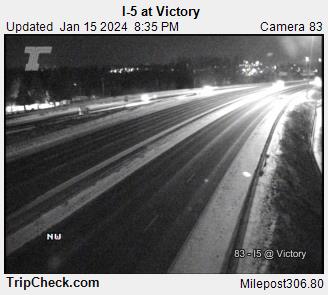 I-5 at Victory
Updated  Jan 15 2024  8:35 PM
Camera 83
T
NW
83 - I5 @ Victory
TripCheck.com
Milepost306.80